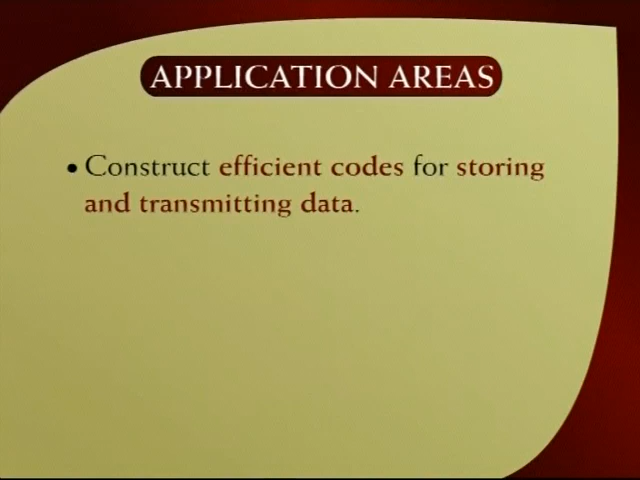 APPLICATION AREAS
• Construct efficient codes for storing
and transmitting data.